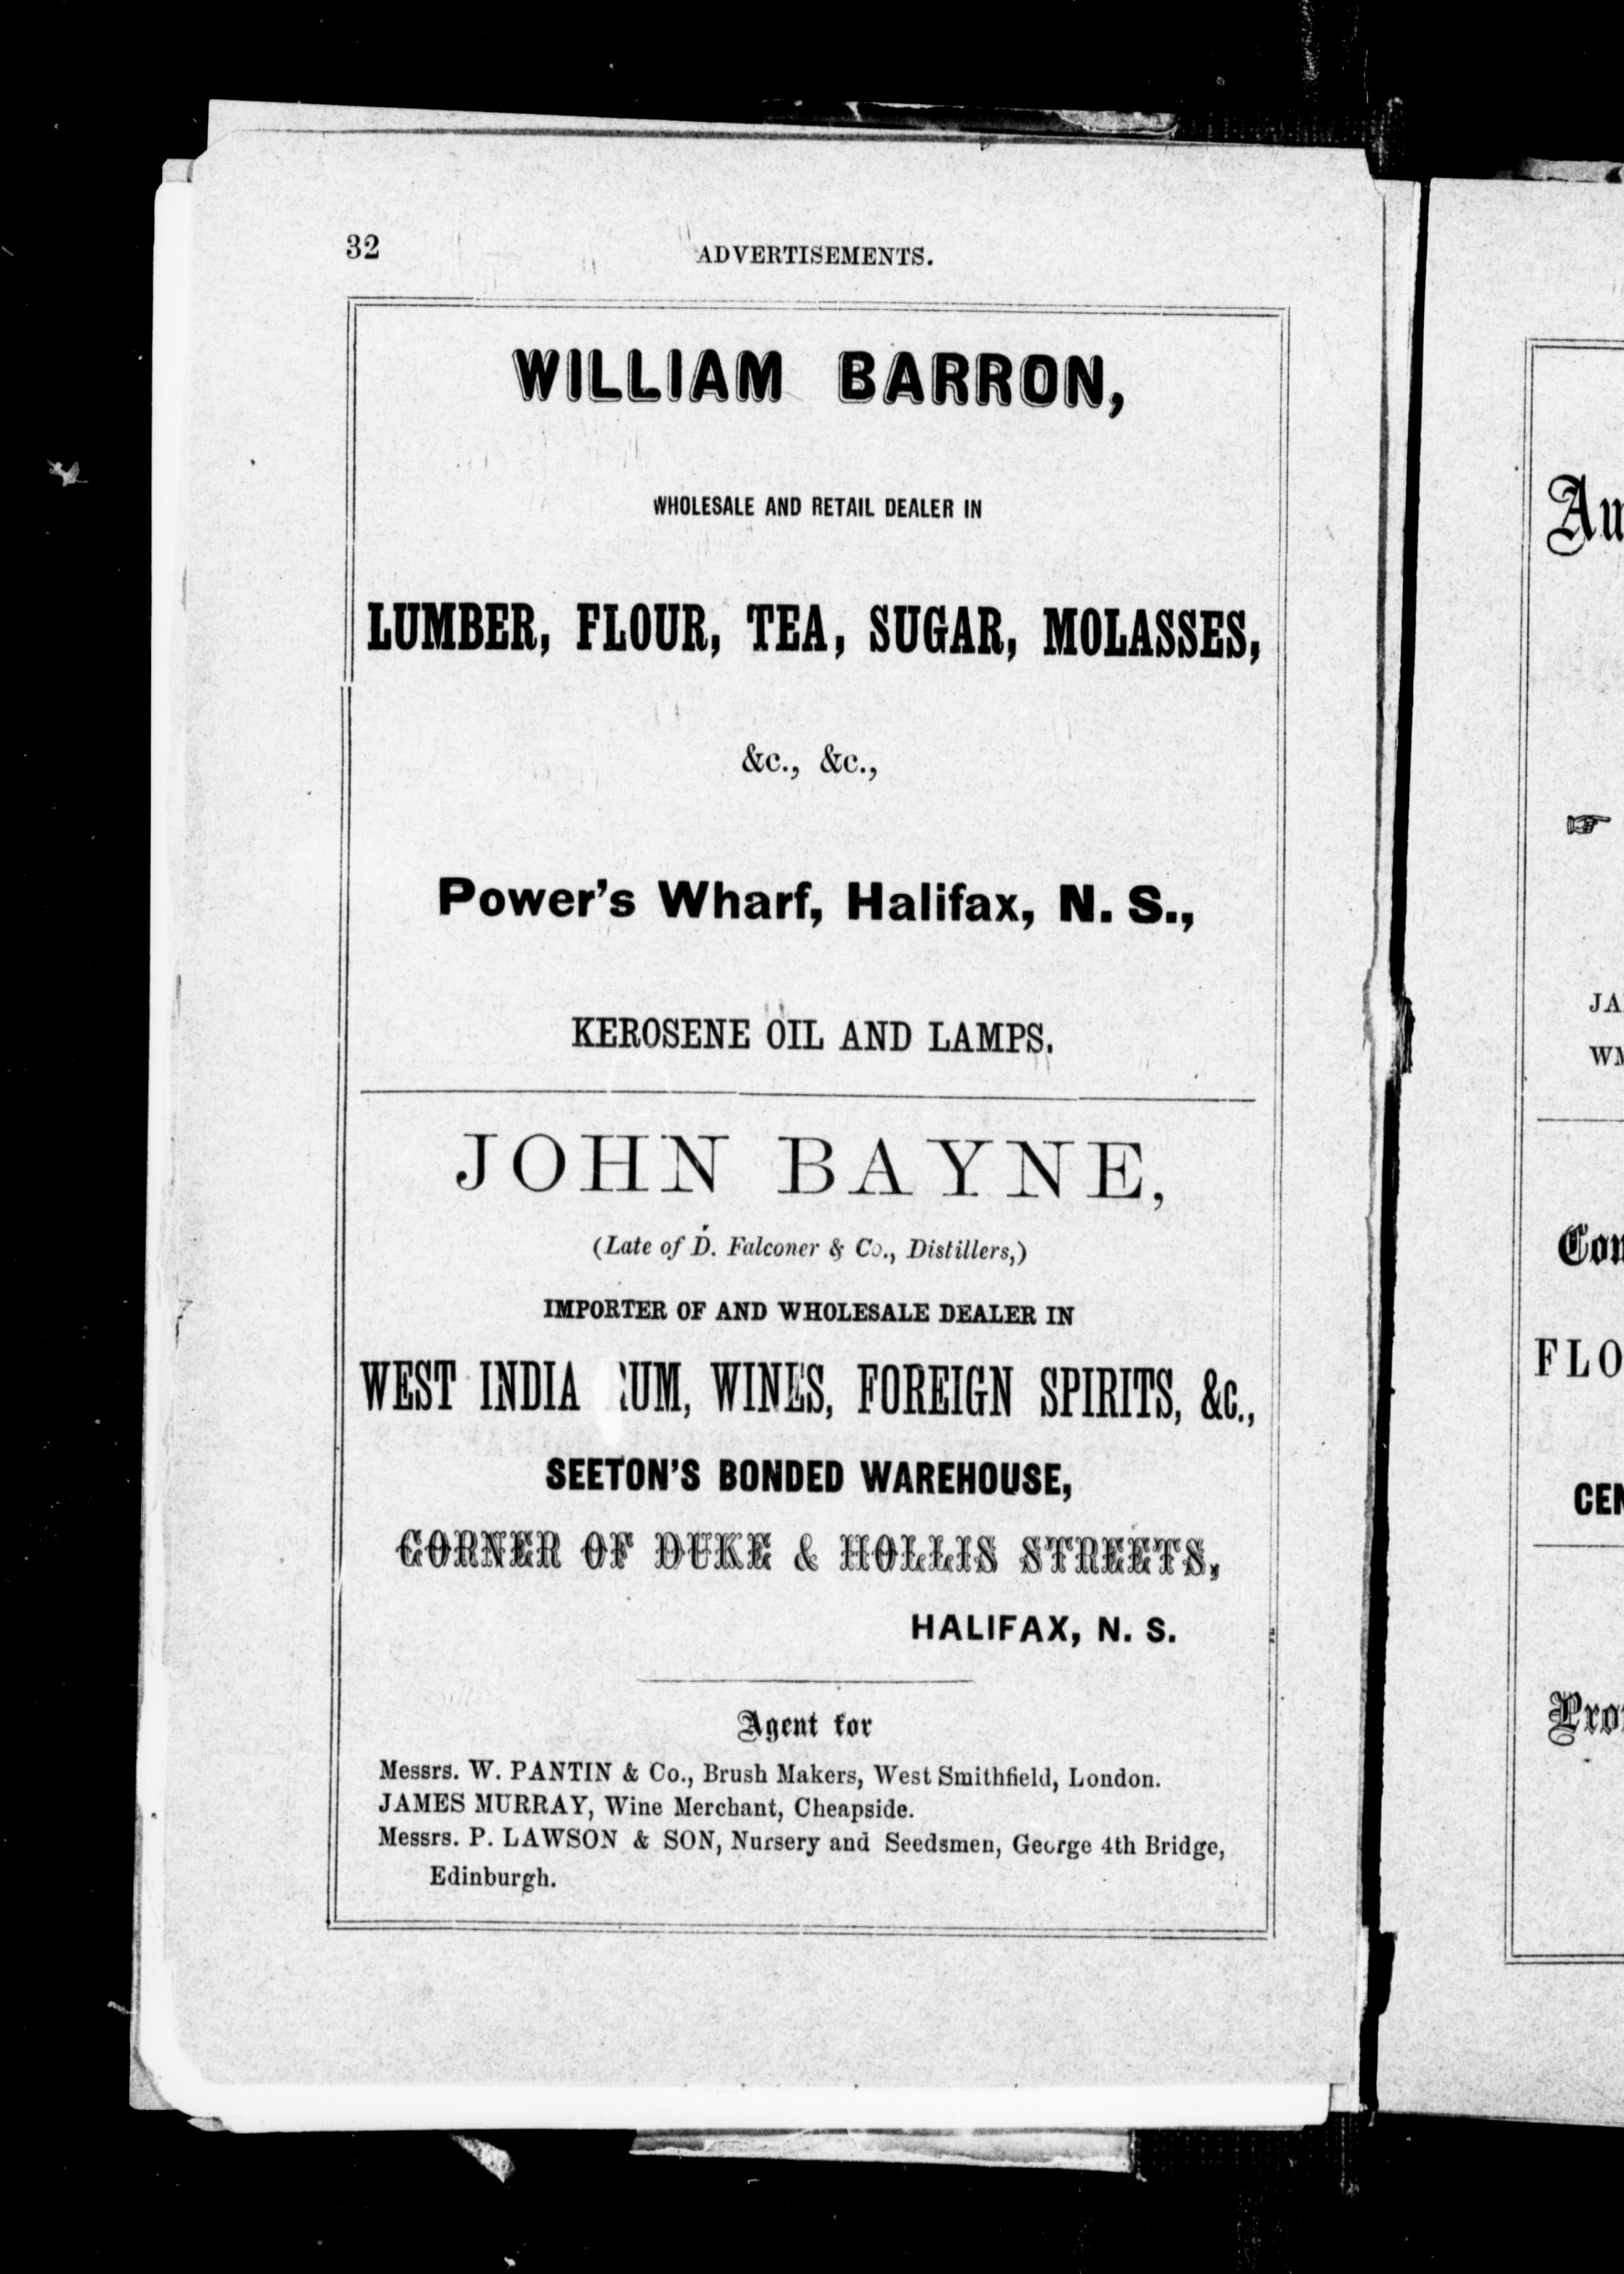 32
ADVERTISEMENTS.
WILLIAM BARRON,
WHOLESALE AND RETAIL DEALER IN
LUMBER, FLOUR, TEA, SUGAR, MOLASSES,
&c., &c.,
Power's Wharf, Halifax, N. S.,
KEROSENE OIL AND LAMPS.
JOHN BAYNE,
(Late of D. Falconer & Co., Distillers,)
IMPORTER OF AND WHOLESALE DEALER IN
WEST INDIA RUM, WINES, FOREIGN SPIRITS, &c.,
SEETON'S BONDED WAREHOUSE,
CORNER OF DUKE & HOLLIS STREETS,
HALIFAX, N. S.
Agent for
Messrs. W. PANTIN & Co., Brush Makers, West Smithfield, London.
JAMES MURRAY, Wine Merchant, Cheapside.
Messrs. P. LAWSON & SON, Nursery and Seedsmen, George 4th Bridge,
Edinburgh.